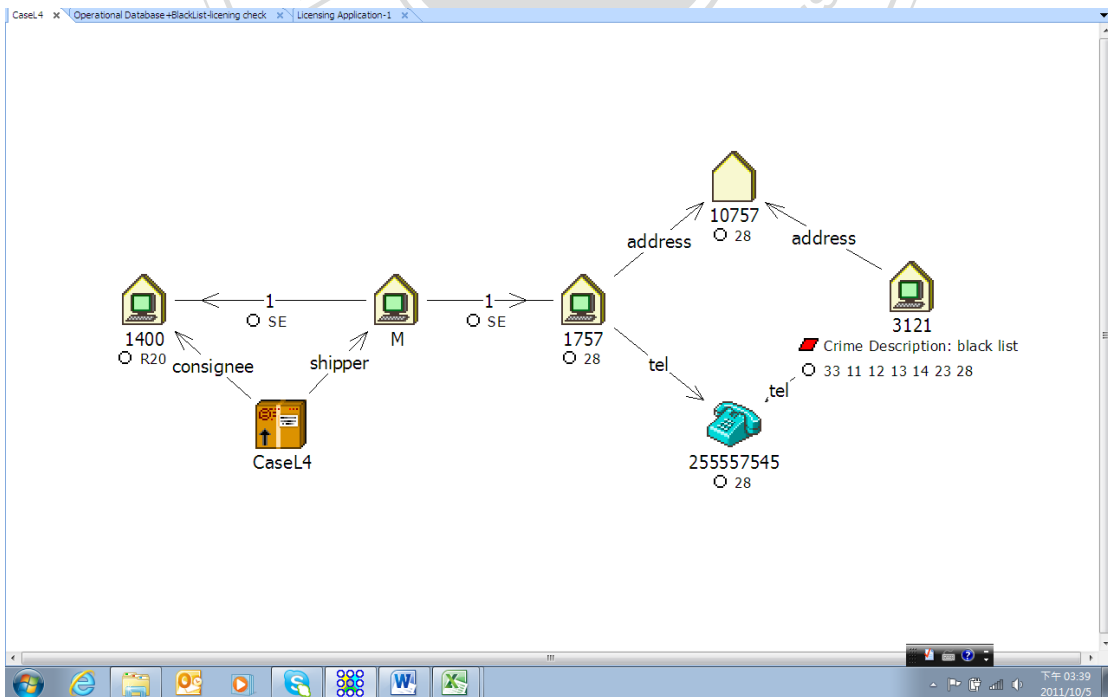 CaseL4 Operational Database+BlackList-licening check Licensing Application-1
10757
28
address
address
1
SE
1
SE
1400
R20
M
1757
28
3121
Crime Description: black list
33 11 12 13 14 23 28
consignee
shipper
tel
tel
CaseL4
255557545
28
下午 03:39
2011/10/5